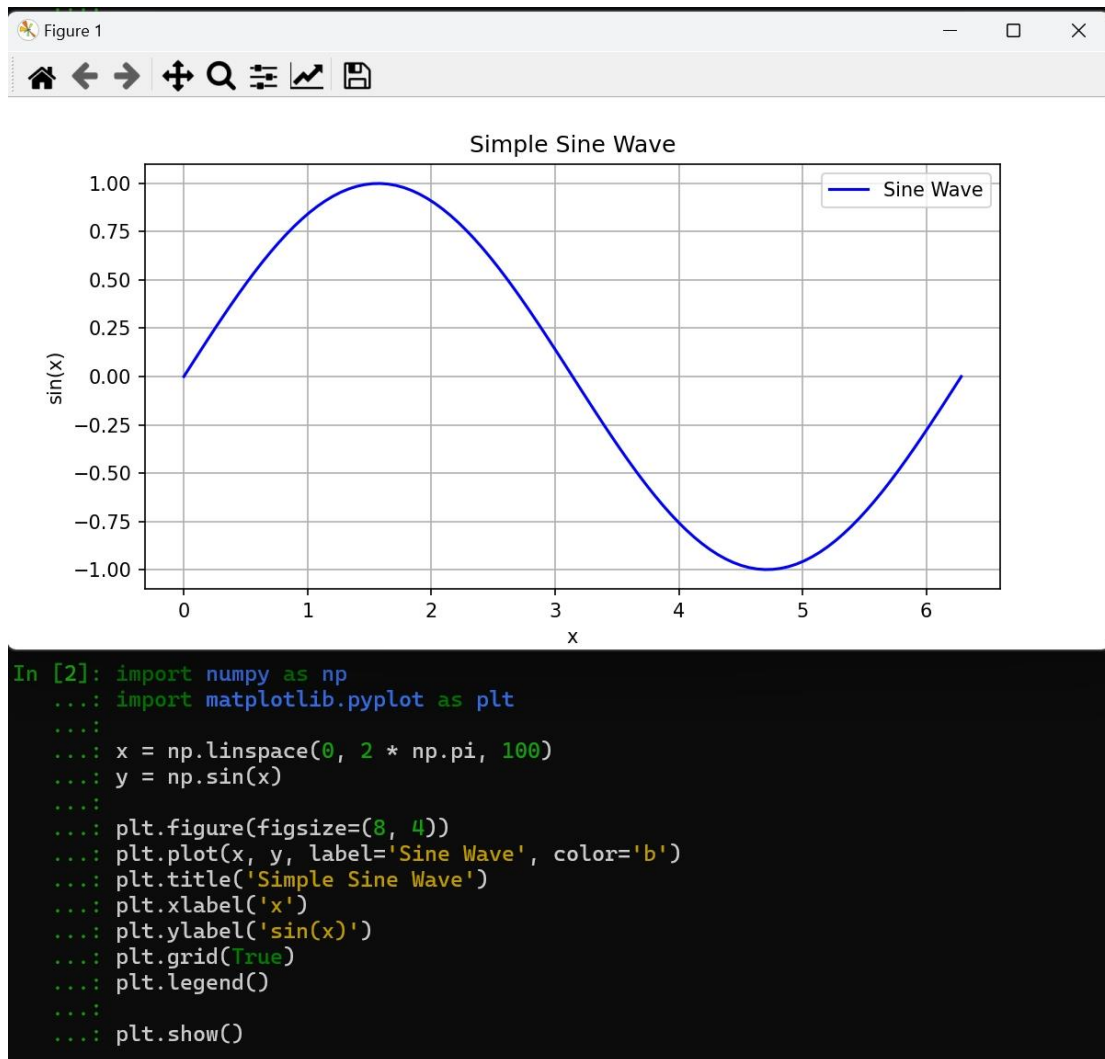 Figure 1
Simple Sine Wave
Sine Wave
1.00
0.75
0.50
0.25
0.00
−0.25
−0.50
−0.75
−1.00
sin(x)
0 1 2 3 4 5 6
x
In [2]: import numpy as np
   ...: import matplotlib.pyplot as plt
   ...:
   ...: x = np.linspace(0, 2 * np.pi, 100)
   ...: y = np.sin(x)
   ...:
   ...: plt.figure(figsize=(8, 4))
   ...: plt.plot(x, y, label='Sine Wave', color='b')
   ...: plt.title('Simple Sine Wave')
   ...: plt.xlabel('x')
   ...: plt.ylabel('sin(x)')
   ...: plt.grid(True)
   ...: plt.legend()
   ...:
   ...: plt.show()